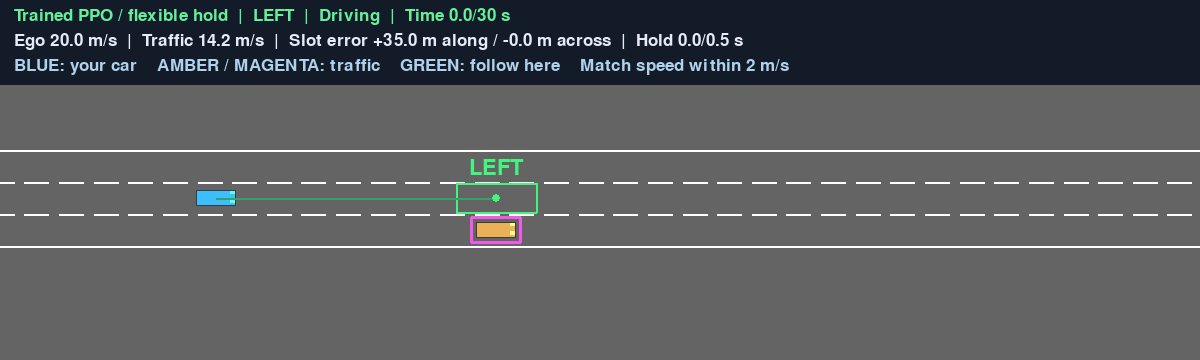 Trained PPO / flexible hold | LEFT | Driving | Time 0.0/30 s
Ego 20.0 m/s | Traffic 14.2 m/s | Slot error +35.0 m along / -0.0 m across | Hold 0.0/0.5 s
BLUE: your car AMBER / MAGENTA: traffic GREEN: follow here Match speed within 2 m/s
LEFT